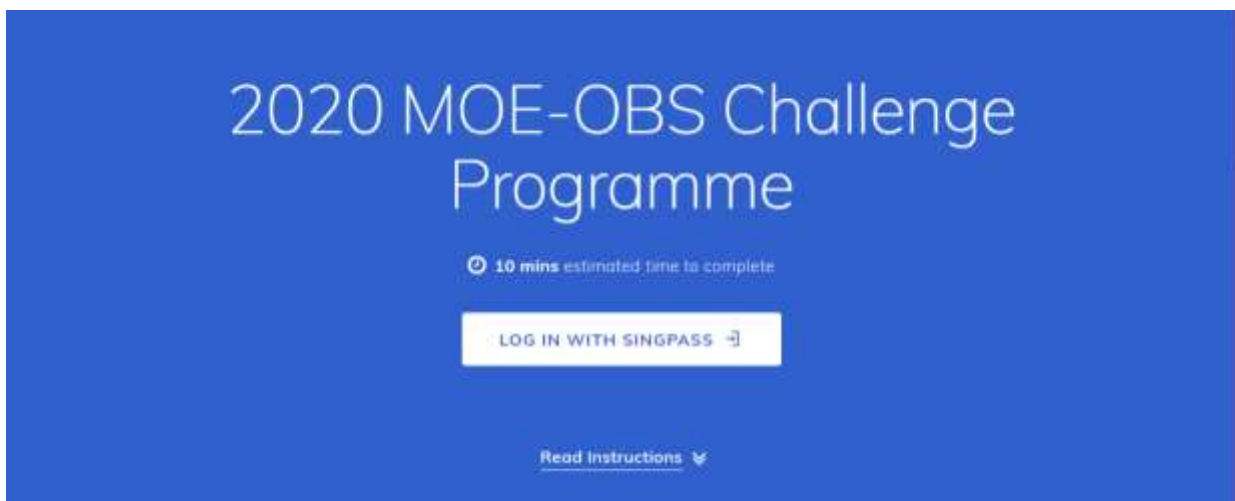 2020 MOE-OBS Challenge
Programme
10 mins estimated time to complete
LOG IN WITH SINGPASS
Read Instructions